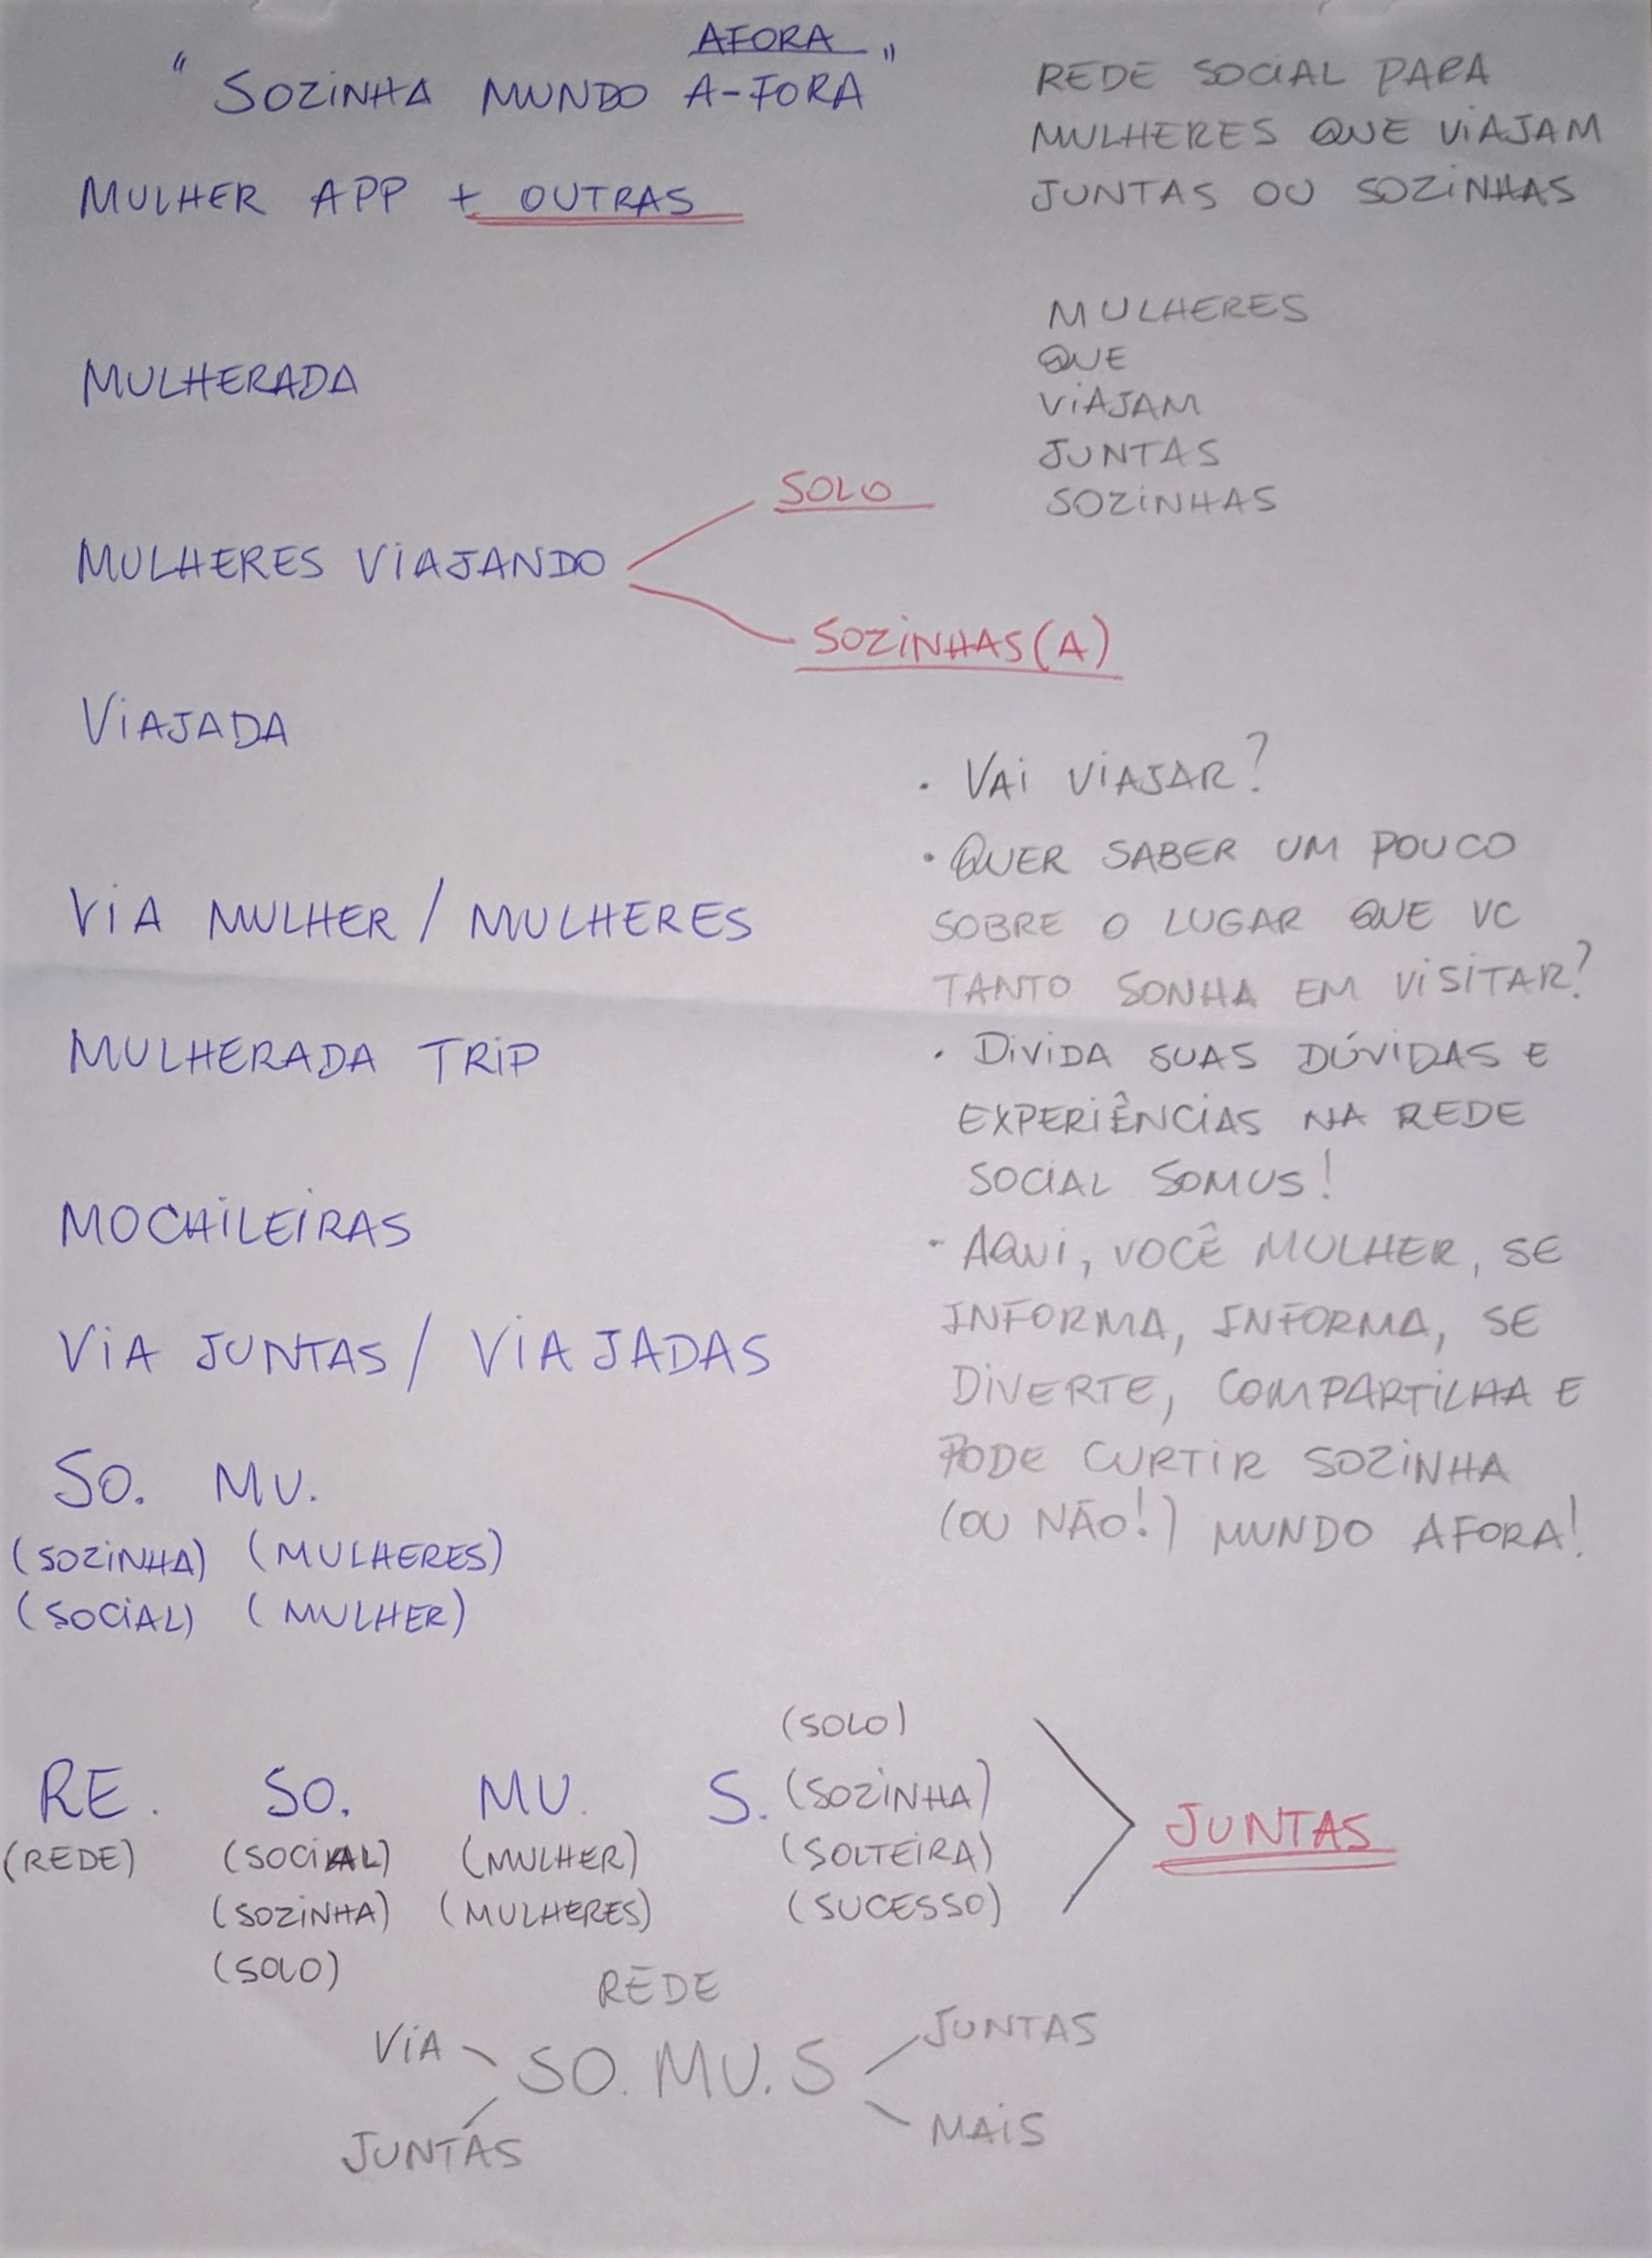 AFORA
"SOZINHA MUNDO A-FORA"
MULHER APP + OUTRAS
REDE SOCIAL PARA
MULHERES QUE VIAJAM
JUNTAS OU SOZINHAS
MULHERES
QUE
VIAJAM
JUNTAS
SOZINHAS
MULHERADA
SOLO
MULHERES VIAJANDO
SOZINHAS(A)
VIAJADA
VIA MULHER / MULHERES
MULHERADA TRIP
MOCHILEIRAS
VIA JUNTAS / VIA JADAS
· VAI VIAJAR?
· QUER SABER UM POUCO
SOBRE O LUGAR QUE VC
TANTO SONHA EM VISITAR?
· DIVIDA SUAS DÚVIDAS E
EXPERIÊNCIAS NA REDE
SOCIAL SOMUS!
- AQUI, VOCÊ MULHER, SE
INFORMA, INFORMA, SE
DIVERTE, COMPARTILHA E
PODE CURTIR SOZINHA
(OU NÃO!) MUNDO AFORA!
SO. MU.
(SOZINHA) (MULHERES)
(SOCIAL) (MULHER)
(SOLO)
RE. SO. MU. S. (SOZINHA)
JUNTAS
(REDE) (SOCIAL) (MULHER) (SOLTEIRA)
(SOZINHA) (MULHERES) (SUCESSO)
(SOLO)
REDE
VIA JUNTAS
SO. MU. S
JUNTAS MAIS